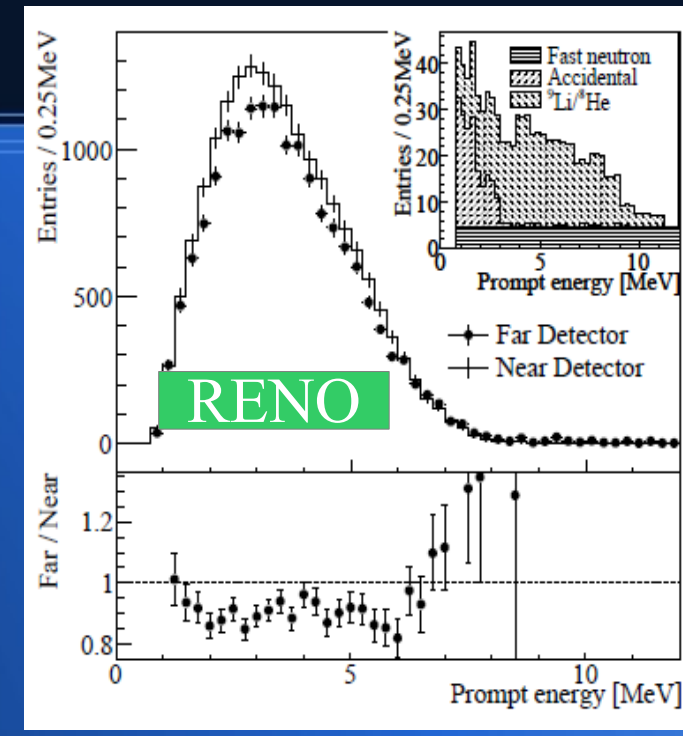 Entries / 0.25MeV
1000
500
0
Entries / 0.25MeV
40
30
20
10
0
Fast neutron
Accidental
⁹Li/⁸He
0 5 10
Prompt energy [MeV]
Far Detector
Near Detector
RENO
Far / Near
1.2
1
0.8
0 5 10
Prompt energy [MeV]